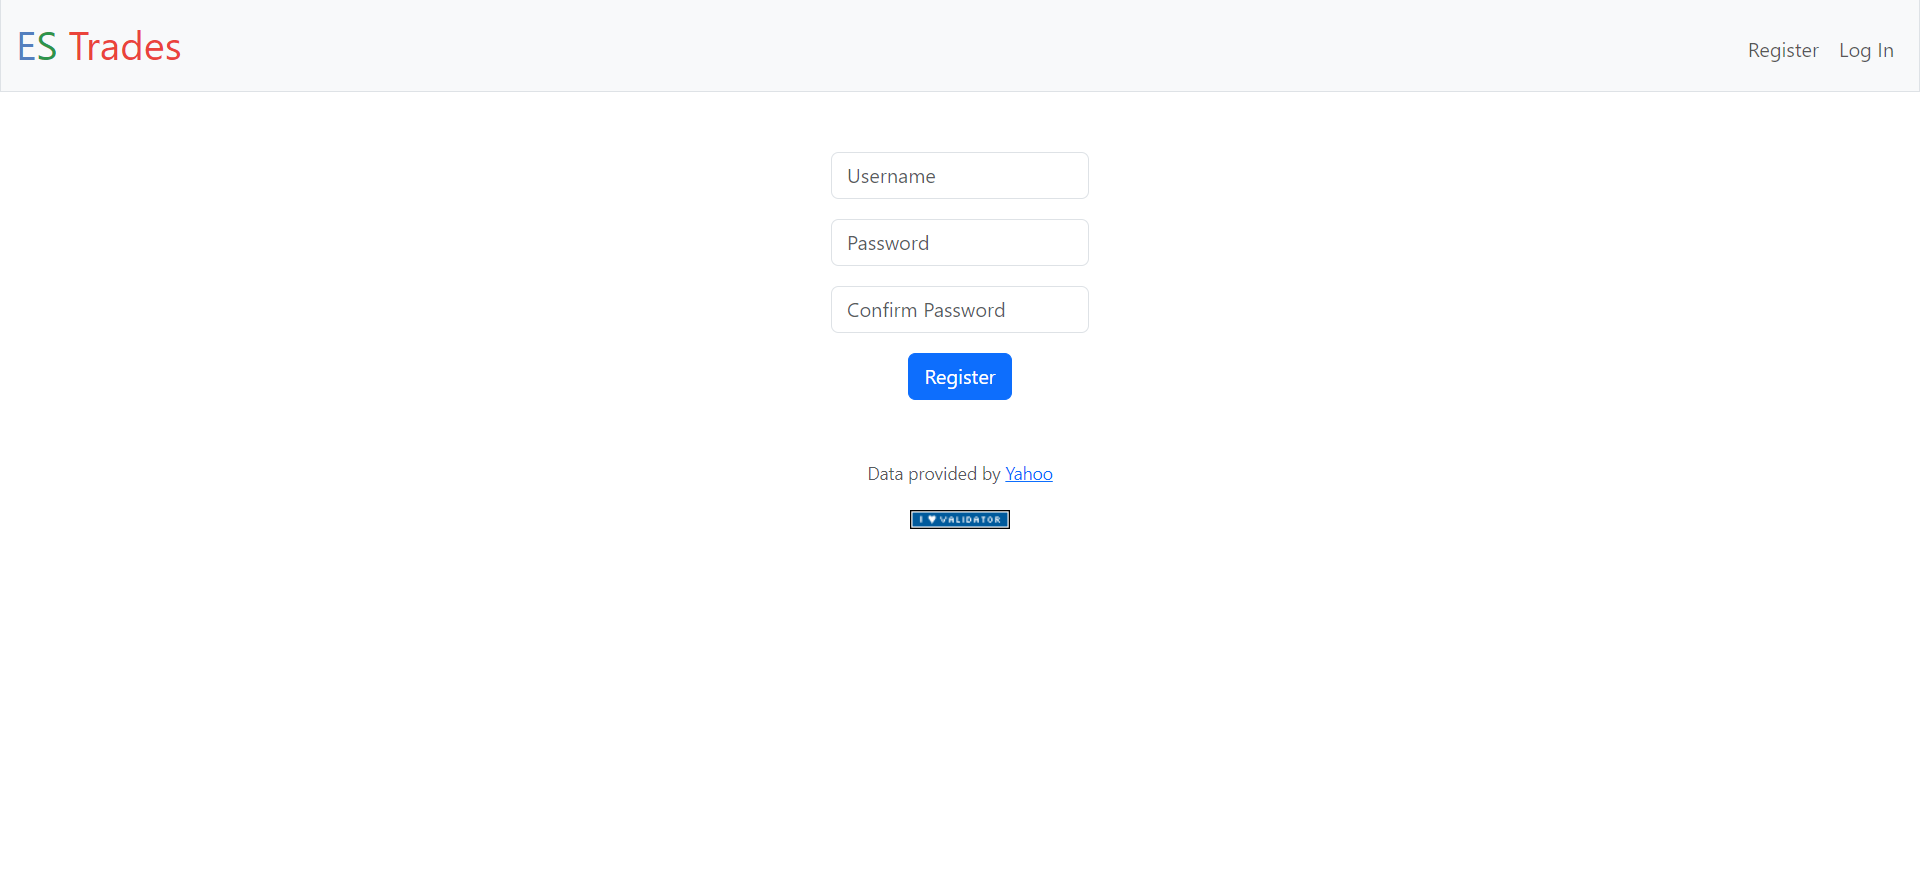 ES Trades
Register
Log In
Username
Password
Confirm Password
Register
Data provided by Yahoo
I ♥ VALIDATOR